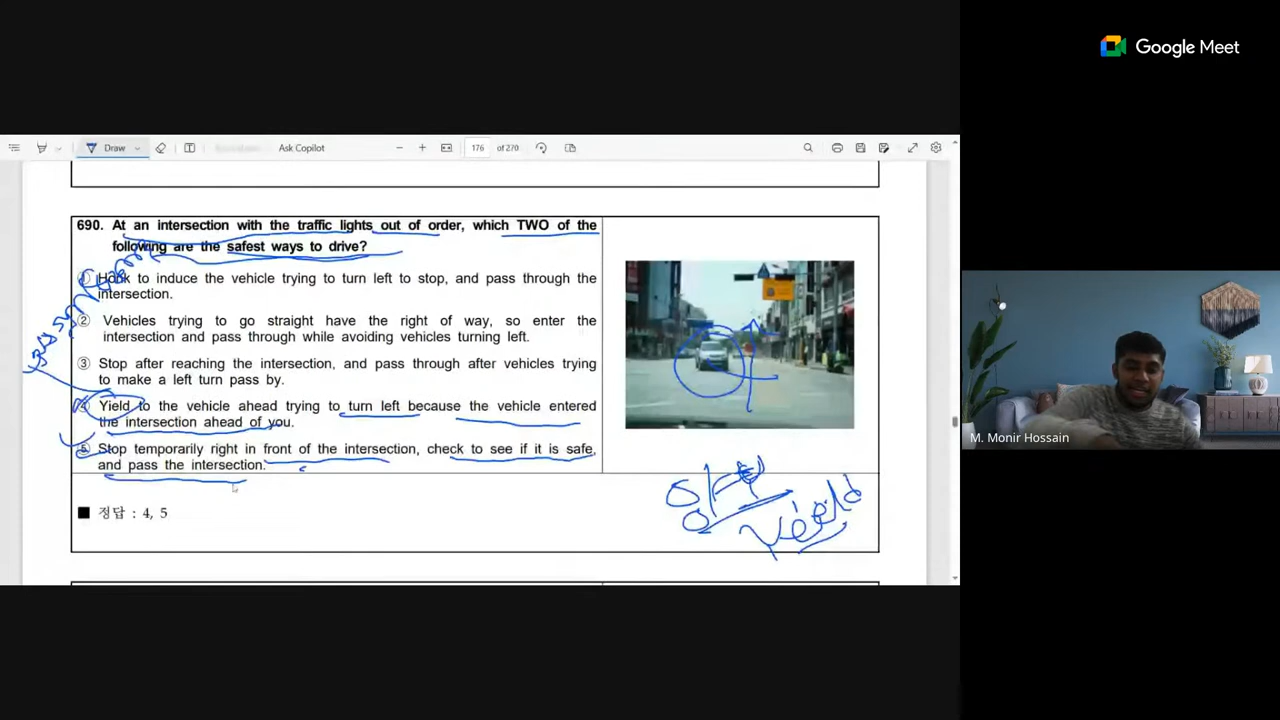 Google Meet
Draw
Ask Copilot
176 of 270
690. At an intersection with the traffic lights out of order, which TWO of the
following are the safest ways to drive?
① Honk to induce the vehicle trying to turn left to stop, and pass through the
intersection.
② Vehicles trying to go straight have the right of way, so enter the
intersection and pass through while avoiding vehicles turning left.
③ Stop after reaching the intersection, and pass through after vehicles trying
to make a left turn pass by.
④ Yield to the vehicle ahead trying to turn left because the vehicle entered
the intersection ahead of you.
⑤ Stop temporarily right in front of the intersection, check to see if it is safe,
and pass the intersection.
■ 정답 : 4, 5
Yield
M. Monir Hossain